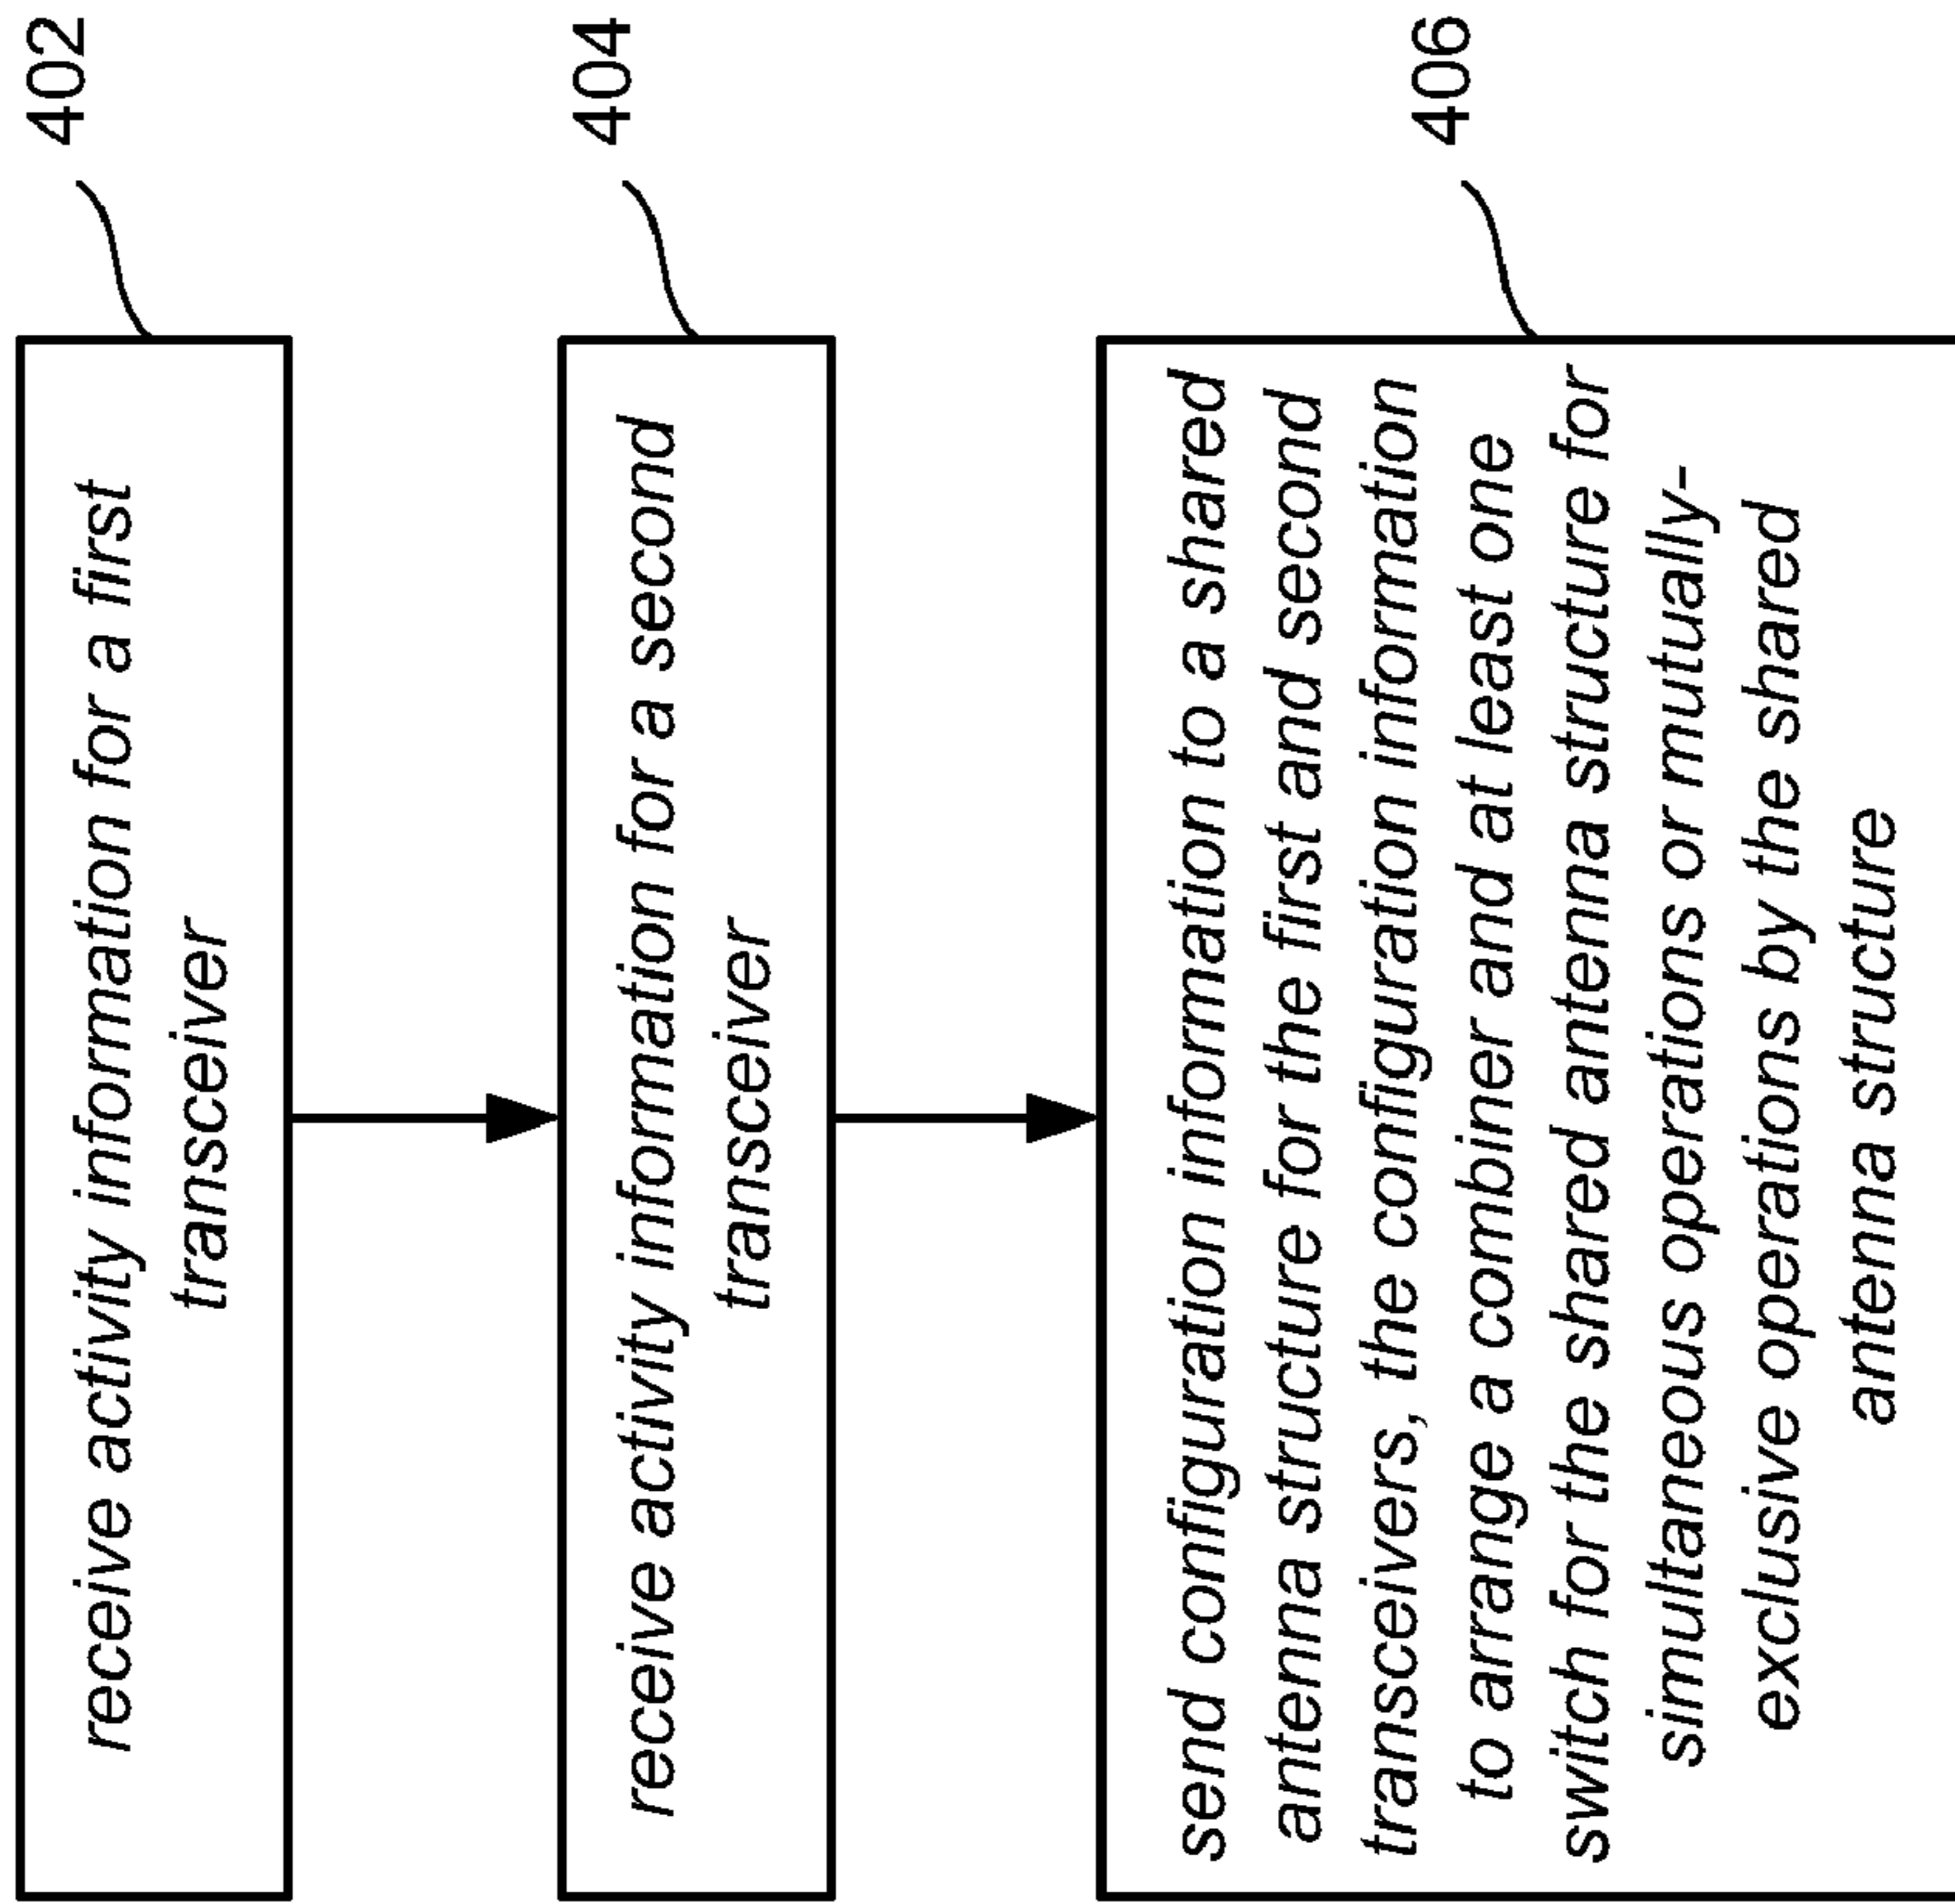 receive activity information for a first
transceiver
402
receive activity information for a second
transceiver
404
send configuration information to a shared
antenna structure for the first and second
transceivers, the configuration information
to arrange a combiner and at least one
switch for the shared antenna structure for
simultaneous operations or mutually-
exclusive operations by the shared
antenna structure
406